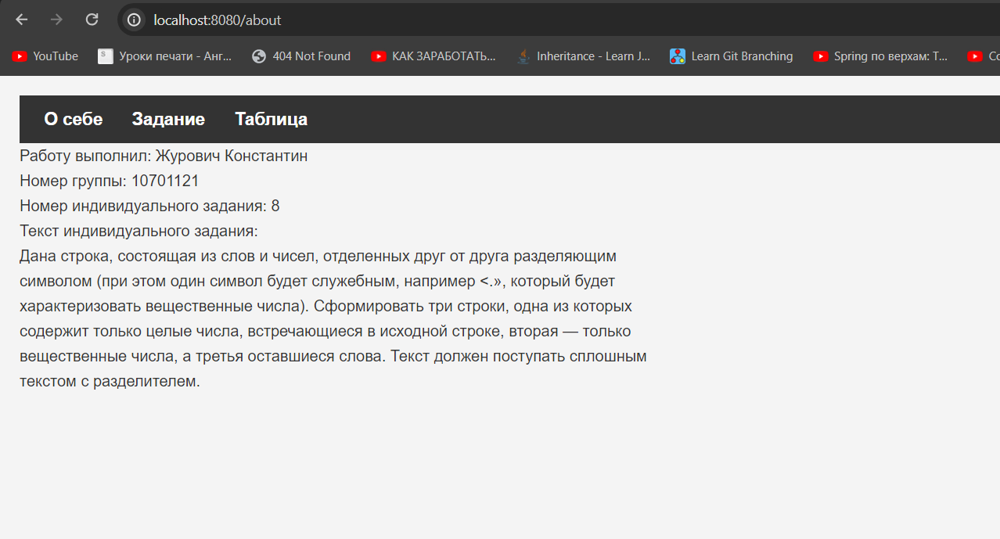 localhost:8080/about
YouTube
Уроки печати - Анг...
404 Not Found
КАК ЗАРАБОТАТЬ...
Inheritance - Learn J...
Learn Git Branching
Spring по верхам: Т...
Co
О себе Задание Таблица
Работу выполнил: Журович Константин
Номер группы: 10701121
Номер индивидуального задания: 8
Текст индивидуального задания:
Дана строка, состоящая из слов и чисел, отделенных друг от друга разделяющим
символом (при этом один символ будет служебным, например <.», который будет
характеризовать вещественные числа). Сформировать три строки, одна из которых
содержит только целые числа, встречающиеся в исходной строке, вторая — только
вещественные числа, а третья оставшиеся слова. Текст должен поступать сплошным
текстом с разделителем.